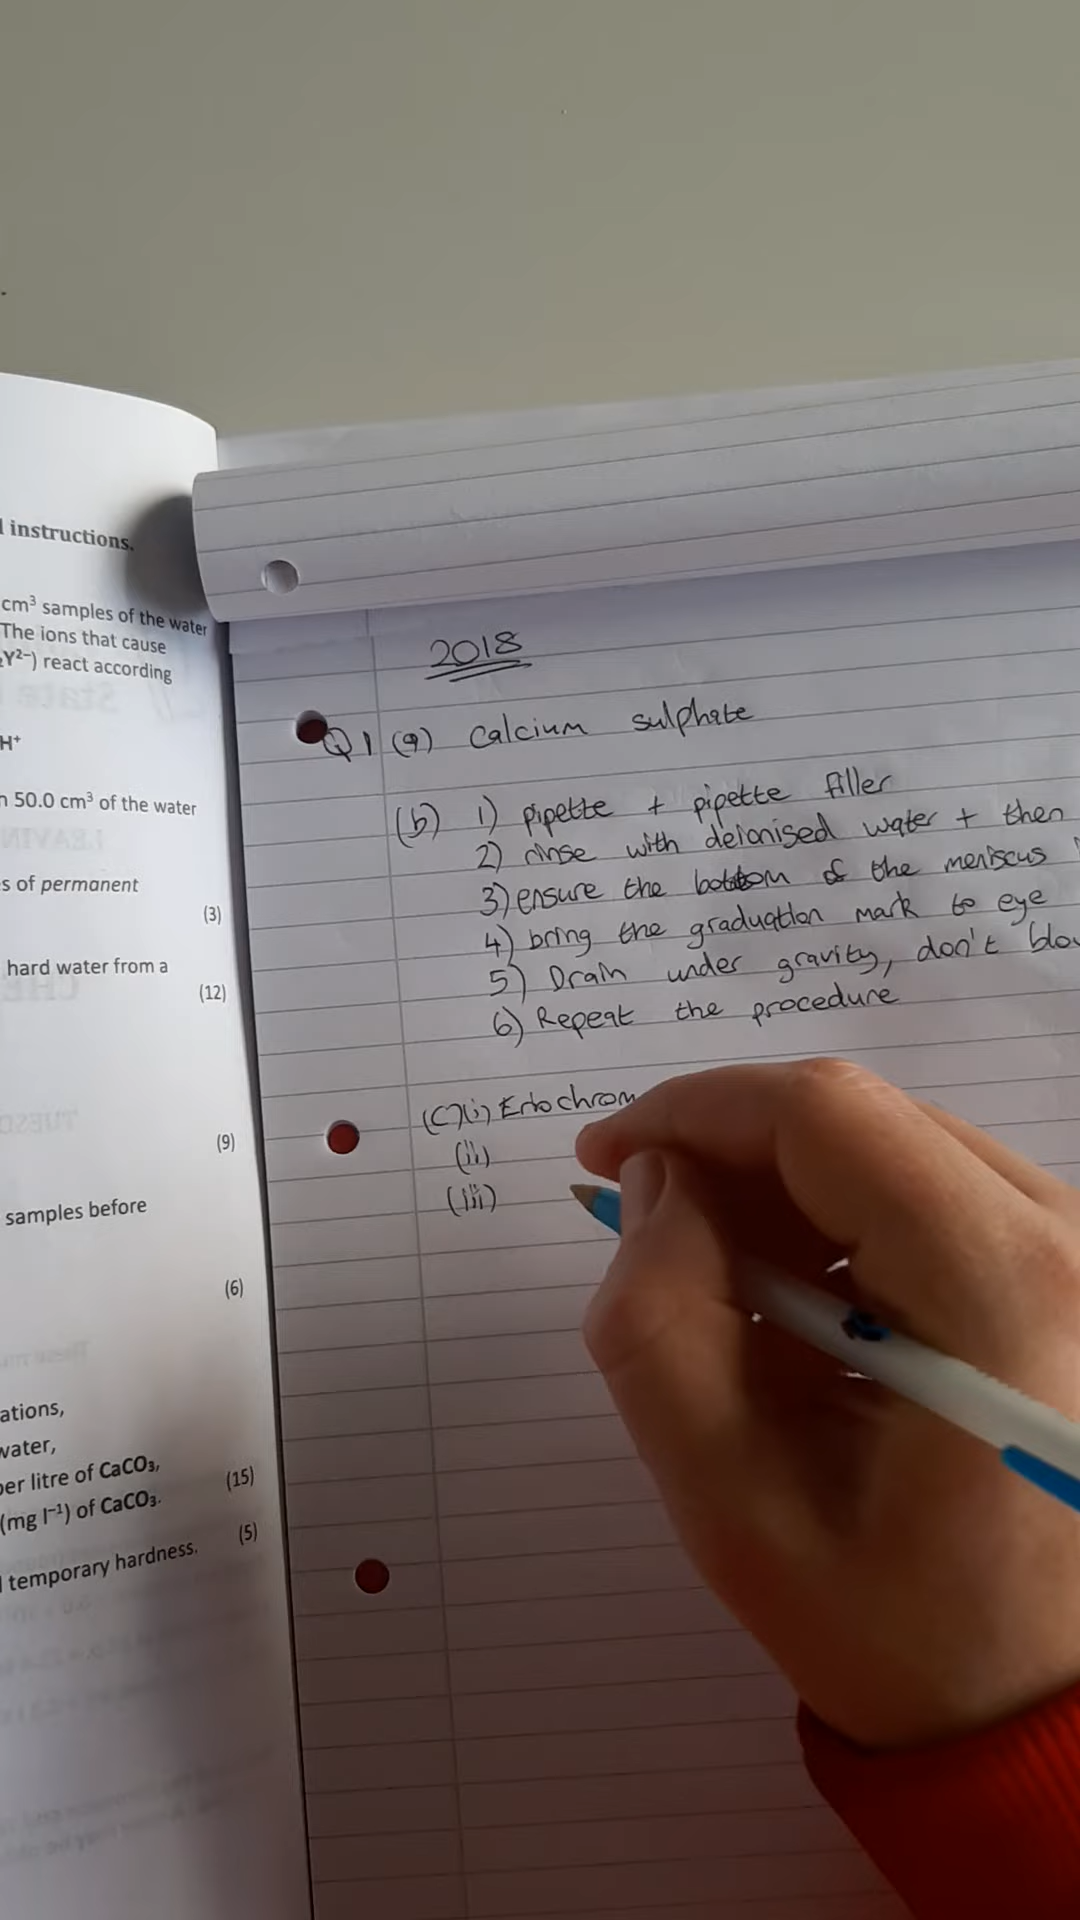 l instructions.
cm³ samples of the water
The ions that cause
Y²⁻) react according
H⁺
50.0 cm³ of the water
s of permanent
(3)
hard water from a
(12)
(9)
samples before
(6)
ations,
water,
per litre of CaCO₃,
(15)
(mg l⁻¹) of CaCO₃.
(5)
temporary hardness.
2018
Q1 (a) Calcium sulphate
(b) 1) pipette + pipette filler
2) rinse with deionised water + then
3) ensure the bottom of the meniscus
4) bring the graduation mark to eye
5) Drain under gravity, don't blow
6) Repeat the procedure
(C)(i) Eriochrom
(ii)
(iii)